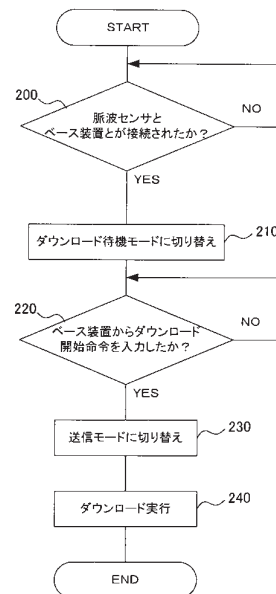 START
200
脈波センサと
ベース装置とが接続されたか？
NO
YES
ダウンロード待機モードに切り替え
210
220
ベース装置からダウンロード
開始命令を入力したか？
NO
YES
送信モードに切り替え
230
ダウンロード実行
240
END